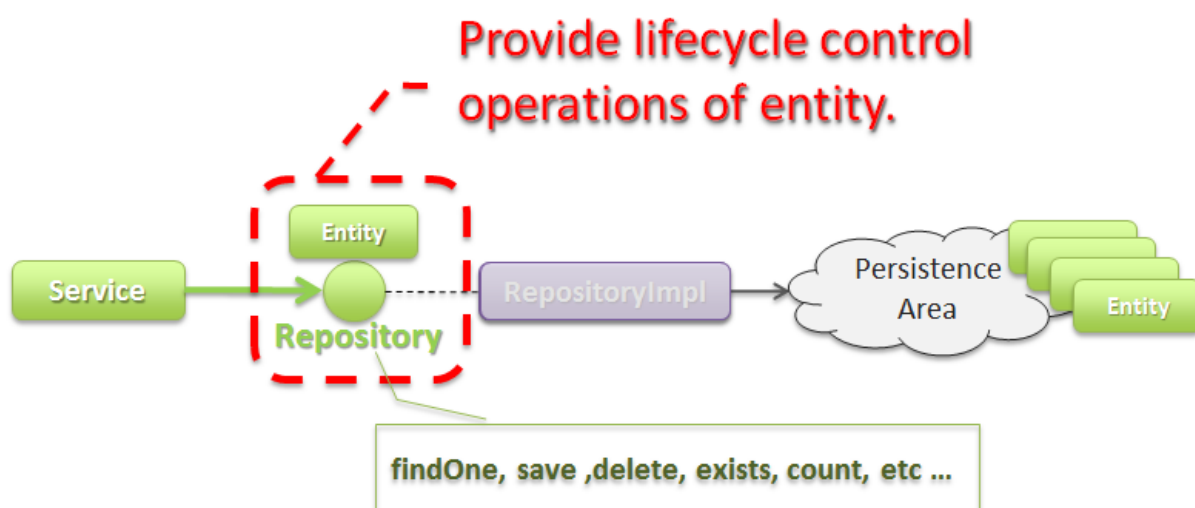 Provide lifecycle control
operations of entity.
Entity
Service
RepositoryImpl
Persistence
Area
Entity
Repository
findOne, save ,delete, exists, count, etc ...